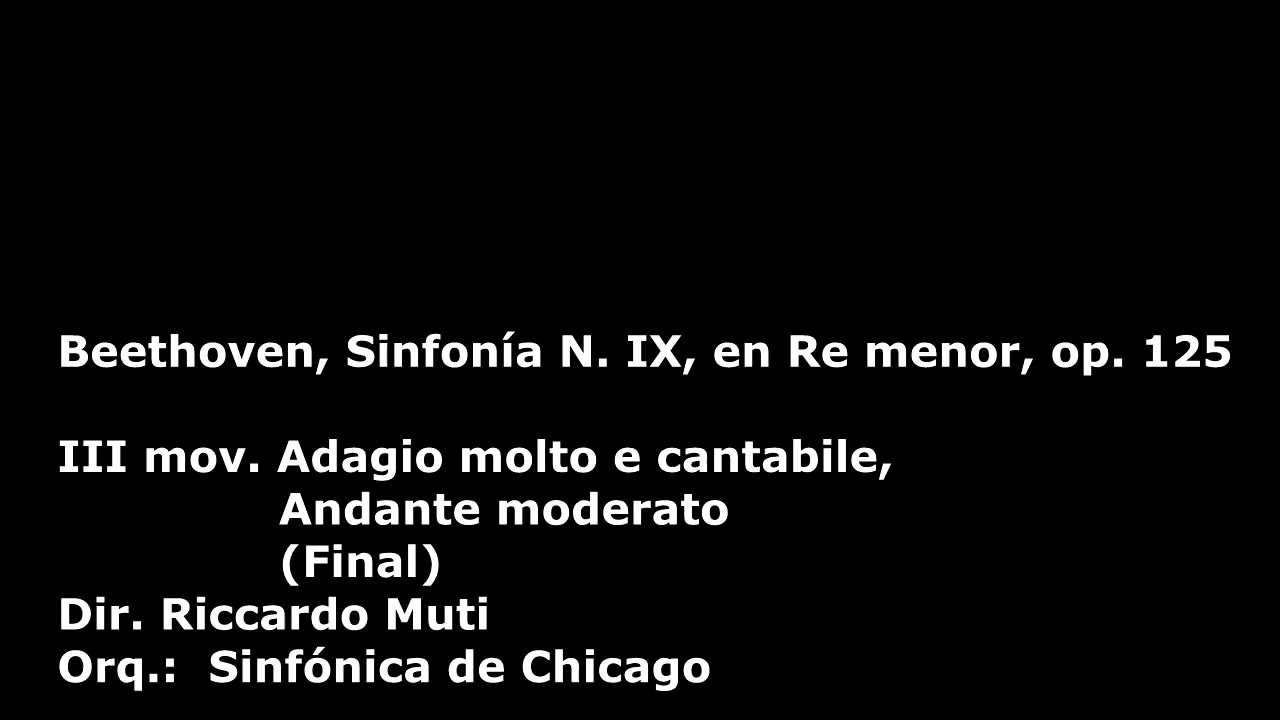 Beethoven, Sinfonía N. IX, en Re menor, op. 125
III mov. Adagio molto e cantabile,
Andante moderato
(Final)
Dir. Riccardo Muti
Orq.: Sinfónica de Chicago